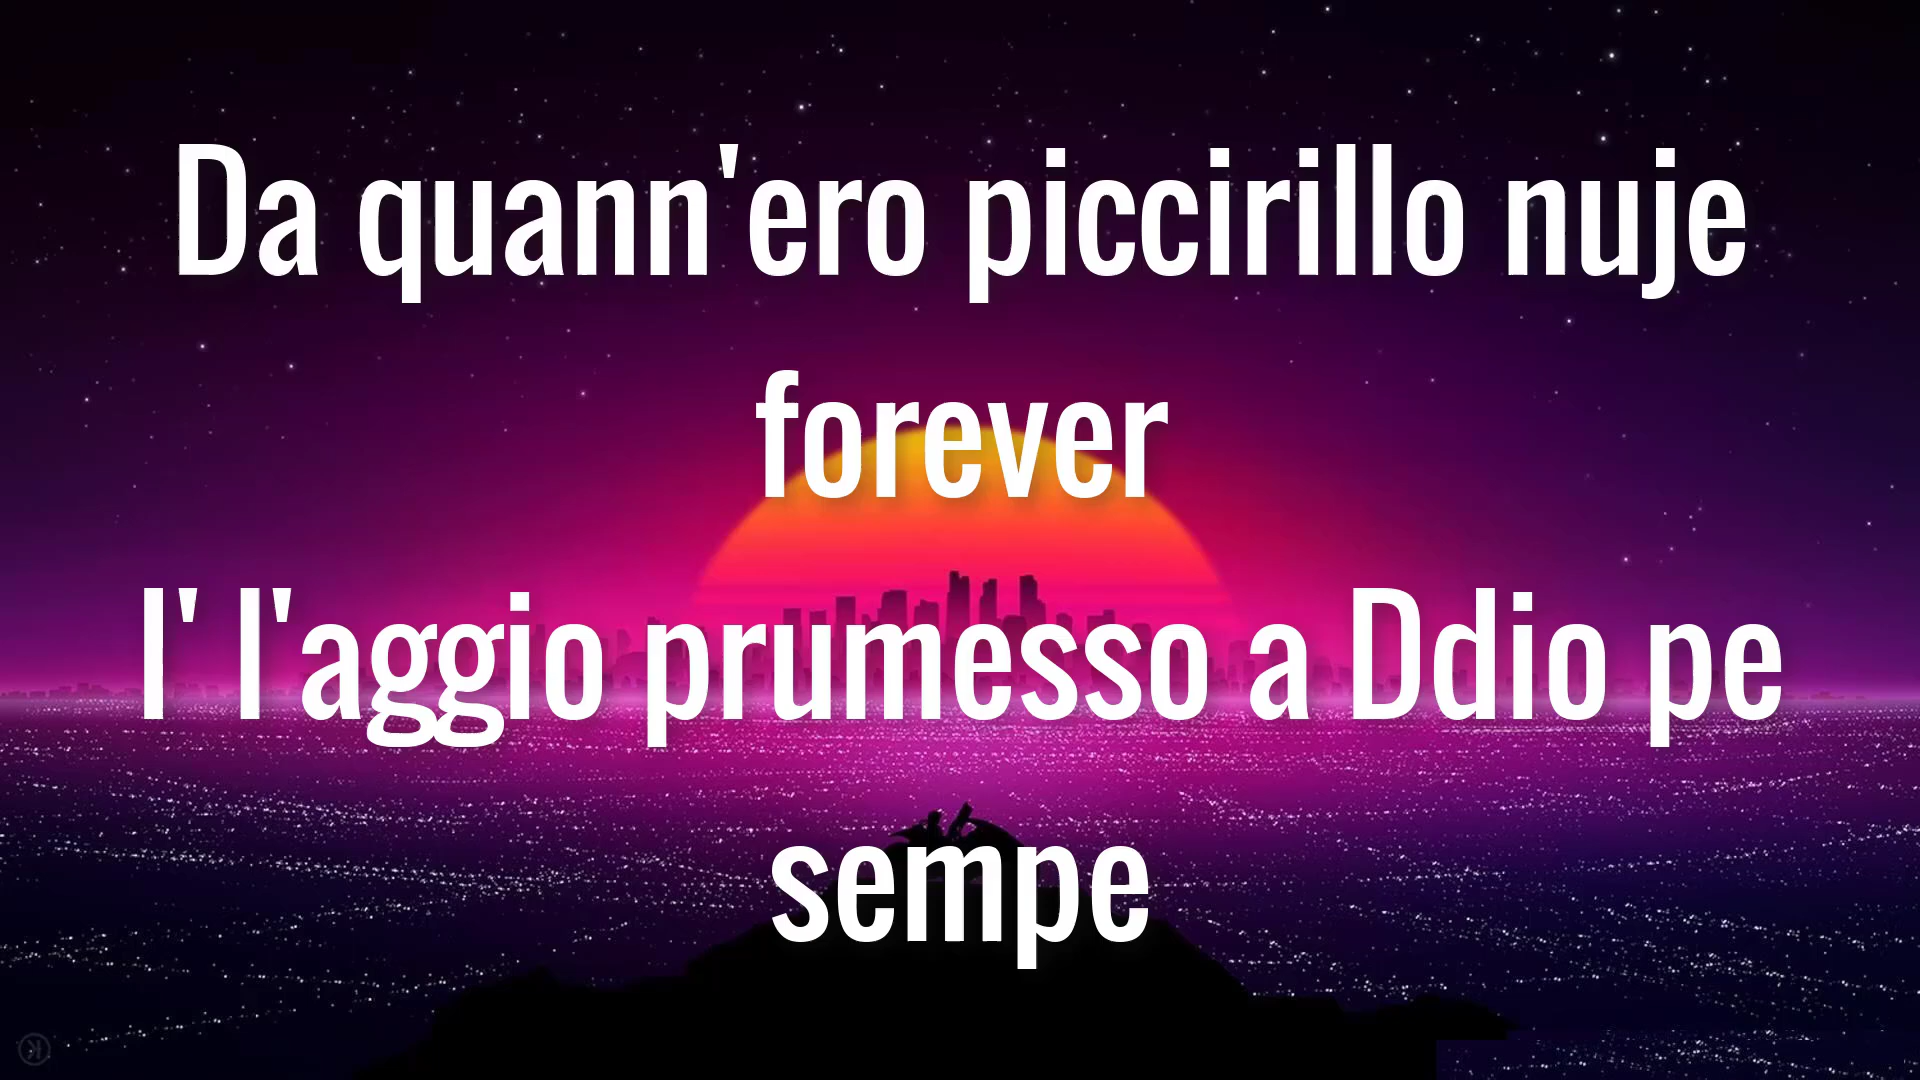 Da quann'ero piccirillo nuje
forever
I' l'aggio prumesso a Ddio pe
sempe